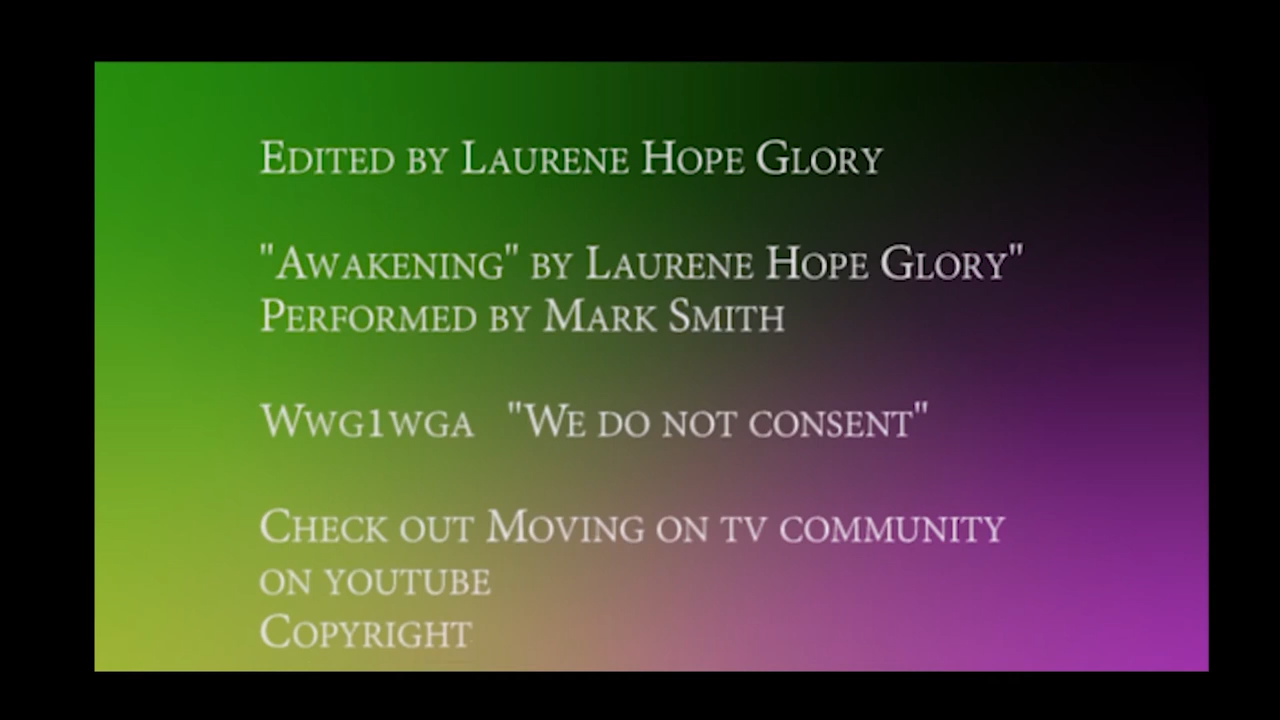 Edited by Laurene Hope Glory
"Awakening" by Laurene Hope Glory"
Performed by Mark Smith
Wwg1wga "We do not consent"
Check out Moving on tv community
on youtube
Copyright